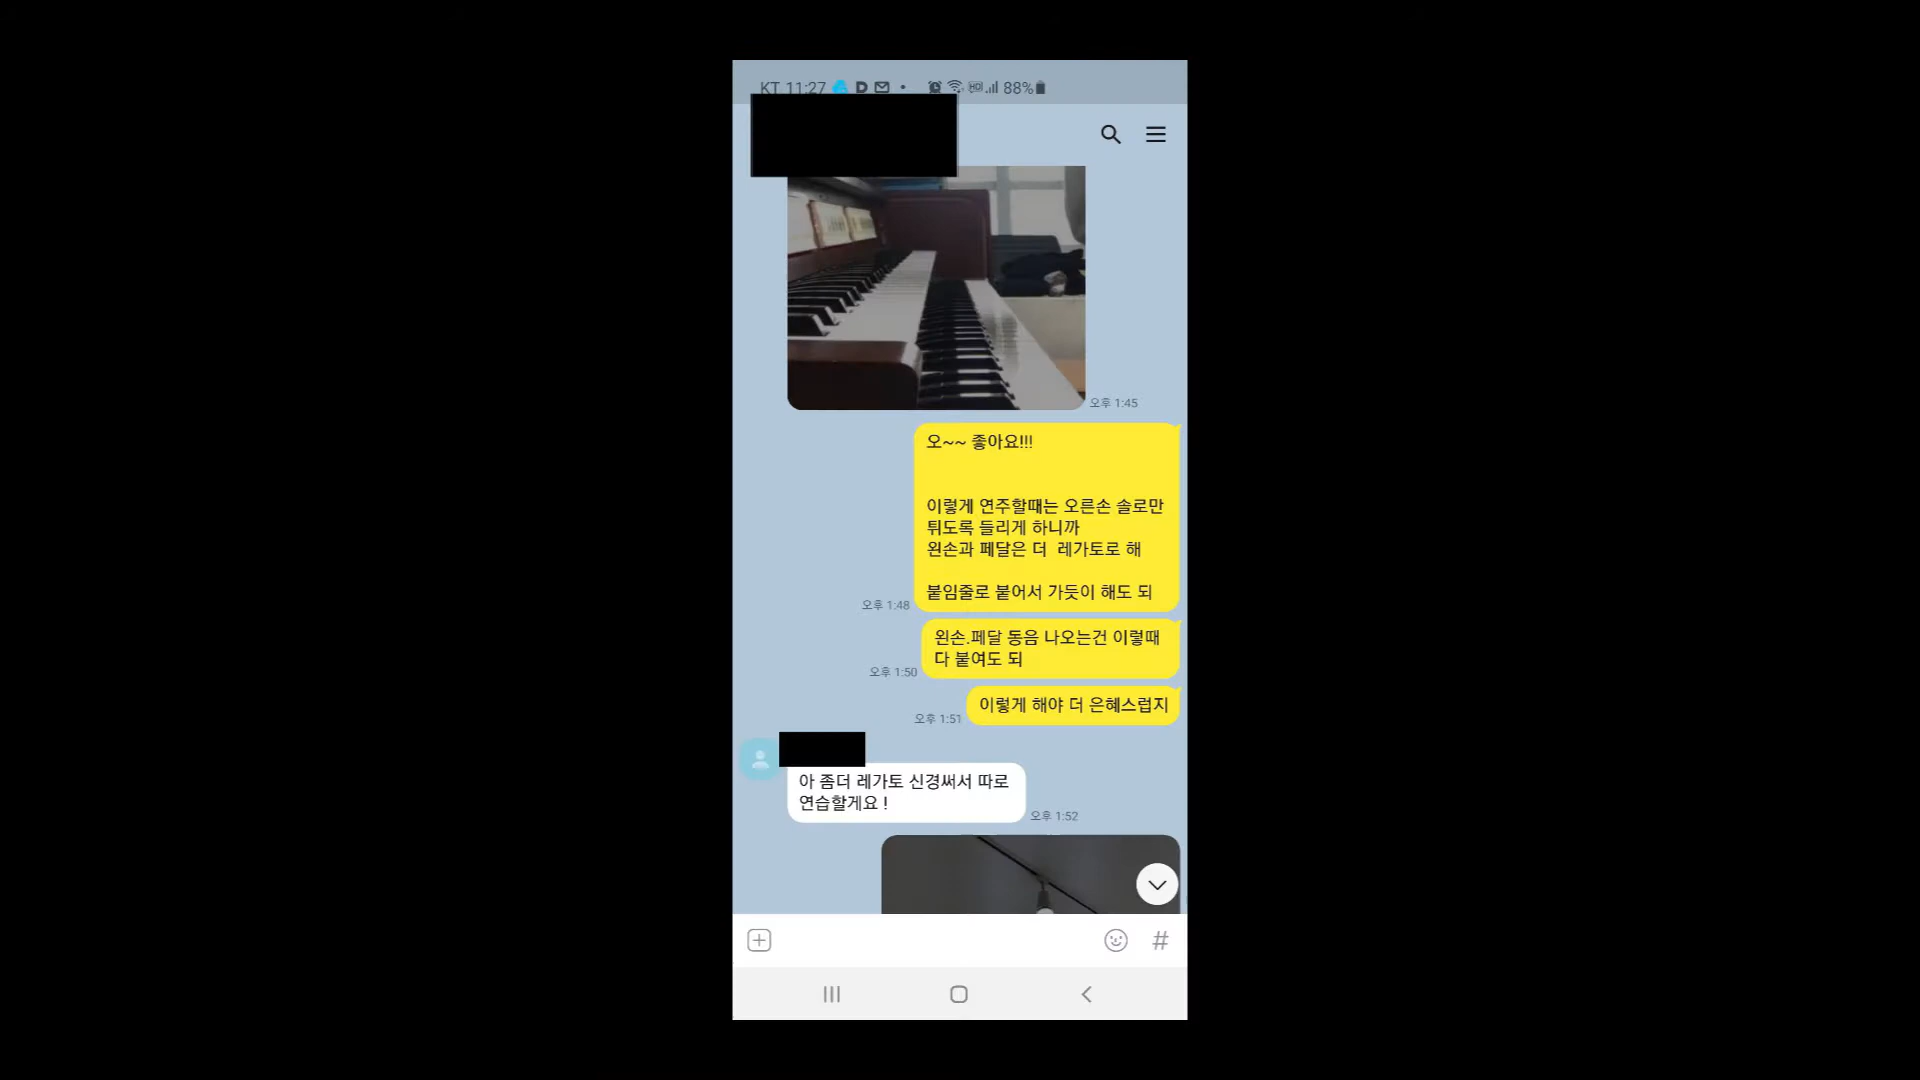 KT 11:27 D 88%
오후 1:45
오~~ 좋아요!!!
이렇게 연주할때는 오른손 솔로만
튀도록 들리게 하니까
왼손과 페달은 더 레가토로 해
붙임줄로 붙어서 가듯이 해도 되
오후 1:48
왼손.페달 동음 나오는건 이럴때
다 붙여도 되
오후 1:50
이렇게 해야 더 은혜스럽지
오후 1:51
아 좀더 레가토 신경써서 따로
연습할게요 !
오후 1:52
#